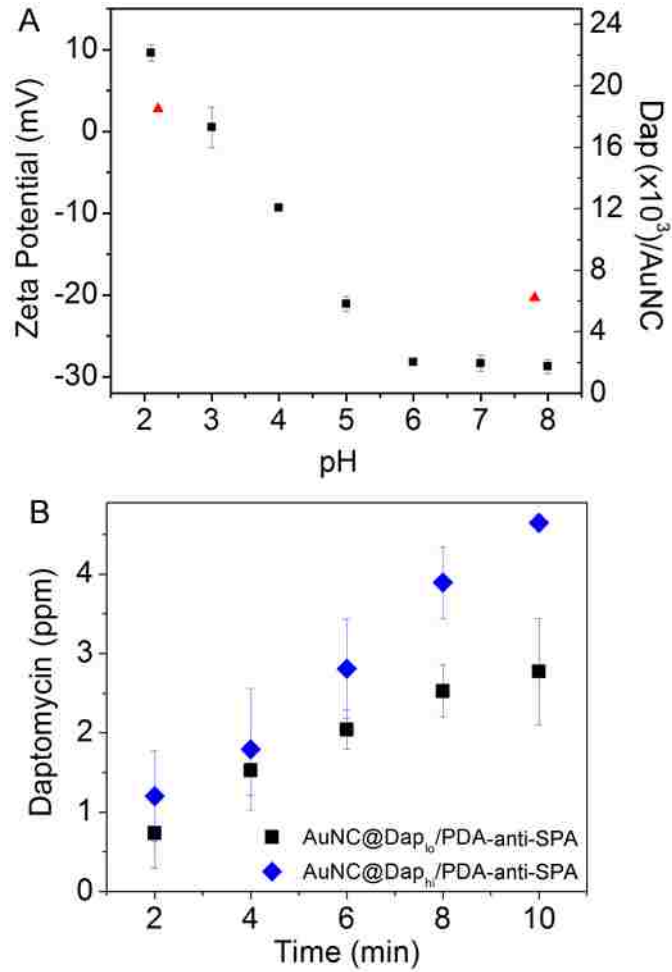 A
Zeta Potential (mV)
10
0
-10
-20
-30
24
20
16
12
8
4
0
Dap (x10³)/AuNC
2 3 4 5 6 7 8
pH
B
Daptomycin (ppm)
4
3
2
1
0
AuNC@Dap_lo/PDA-anti-SPA
AuNC@Dap_hi/PDA-anti-SPA
2 4 6 8 10
Time (min)